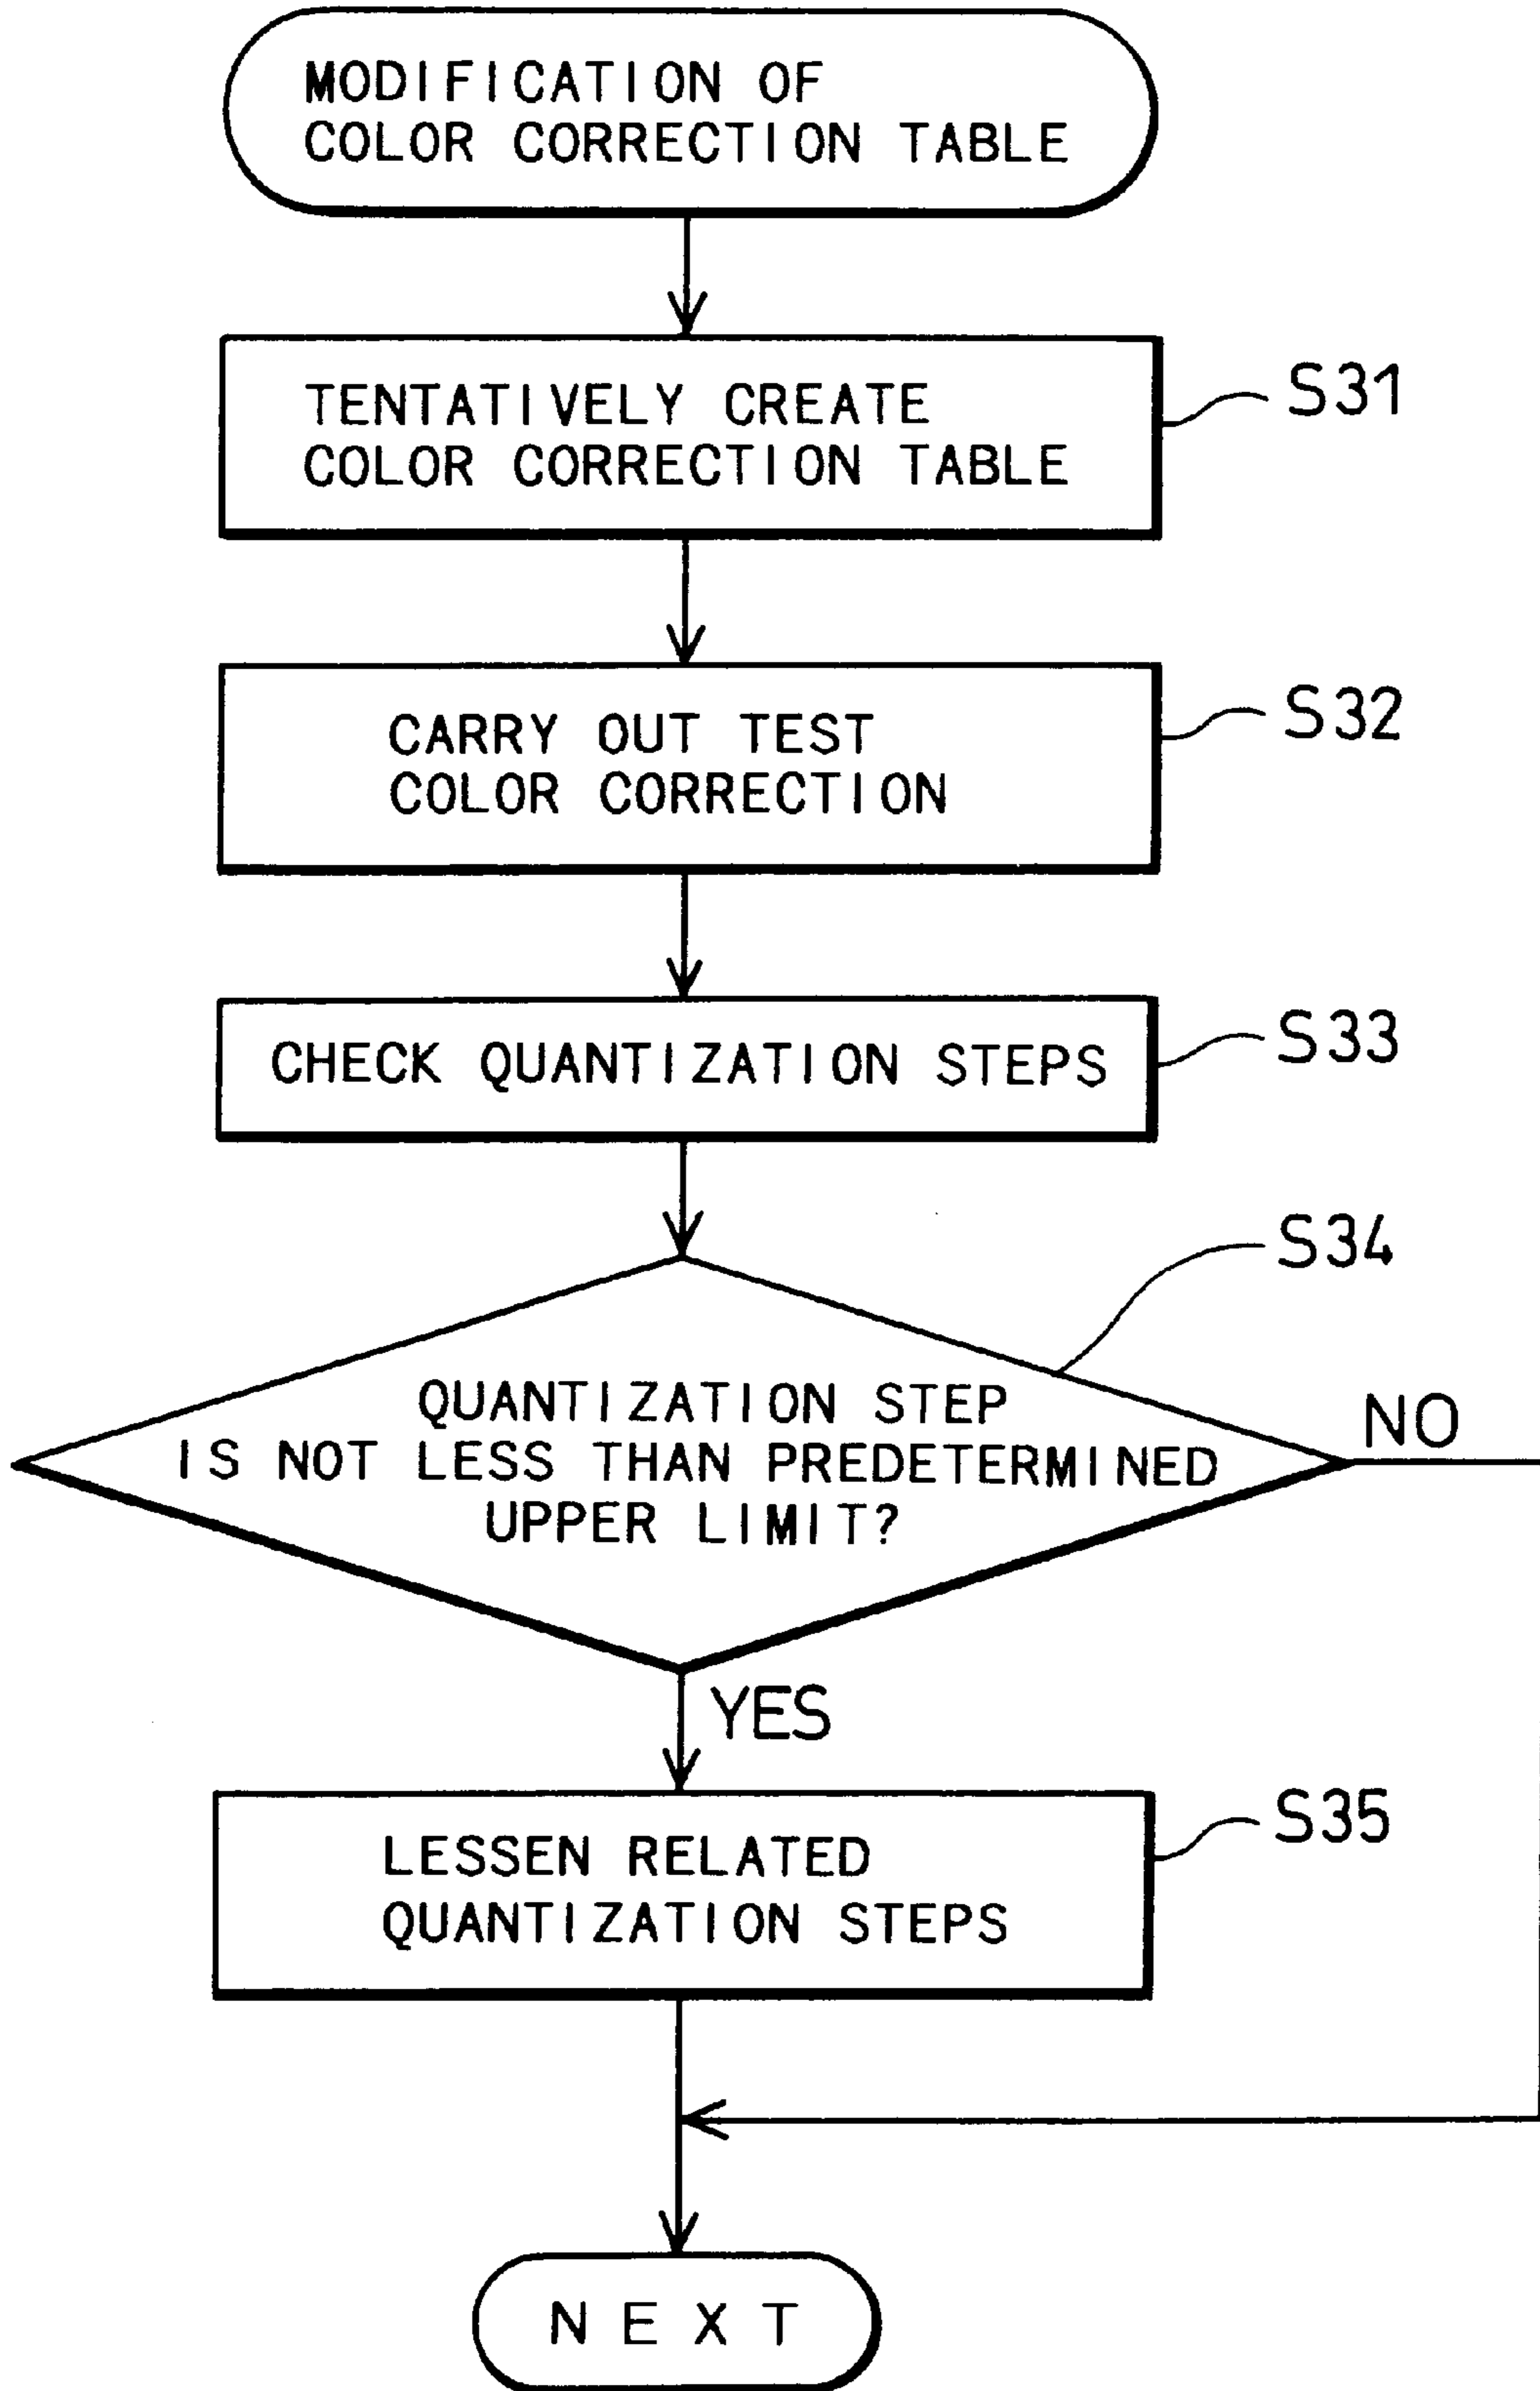 MODIFICATION OF
COLOR CORRECTION TABLE
TENTATIVELY CREATE
COLOR CORRECTION TABLE
S31
CARRY OUT TEST
COLOR CORRECTION
S32
CHECK QUANTIZATION STEPS
S33
S34
QUANTIZATION STEP
IS NOT LESS THAN PREDETERMINED
UPPER LIMIT?
NO
YES
LESSEN RELATED
QUANTIZATION STEPS
S35
NEXT